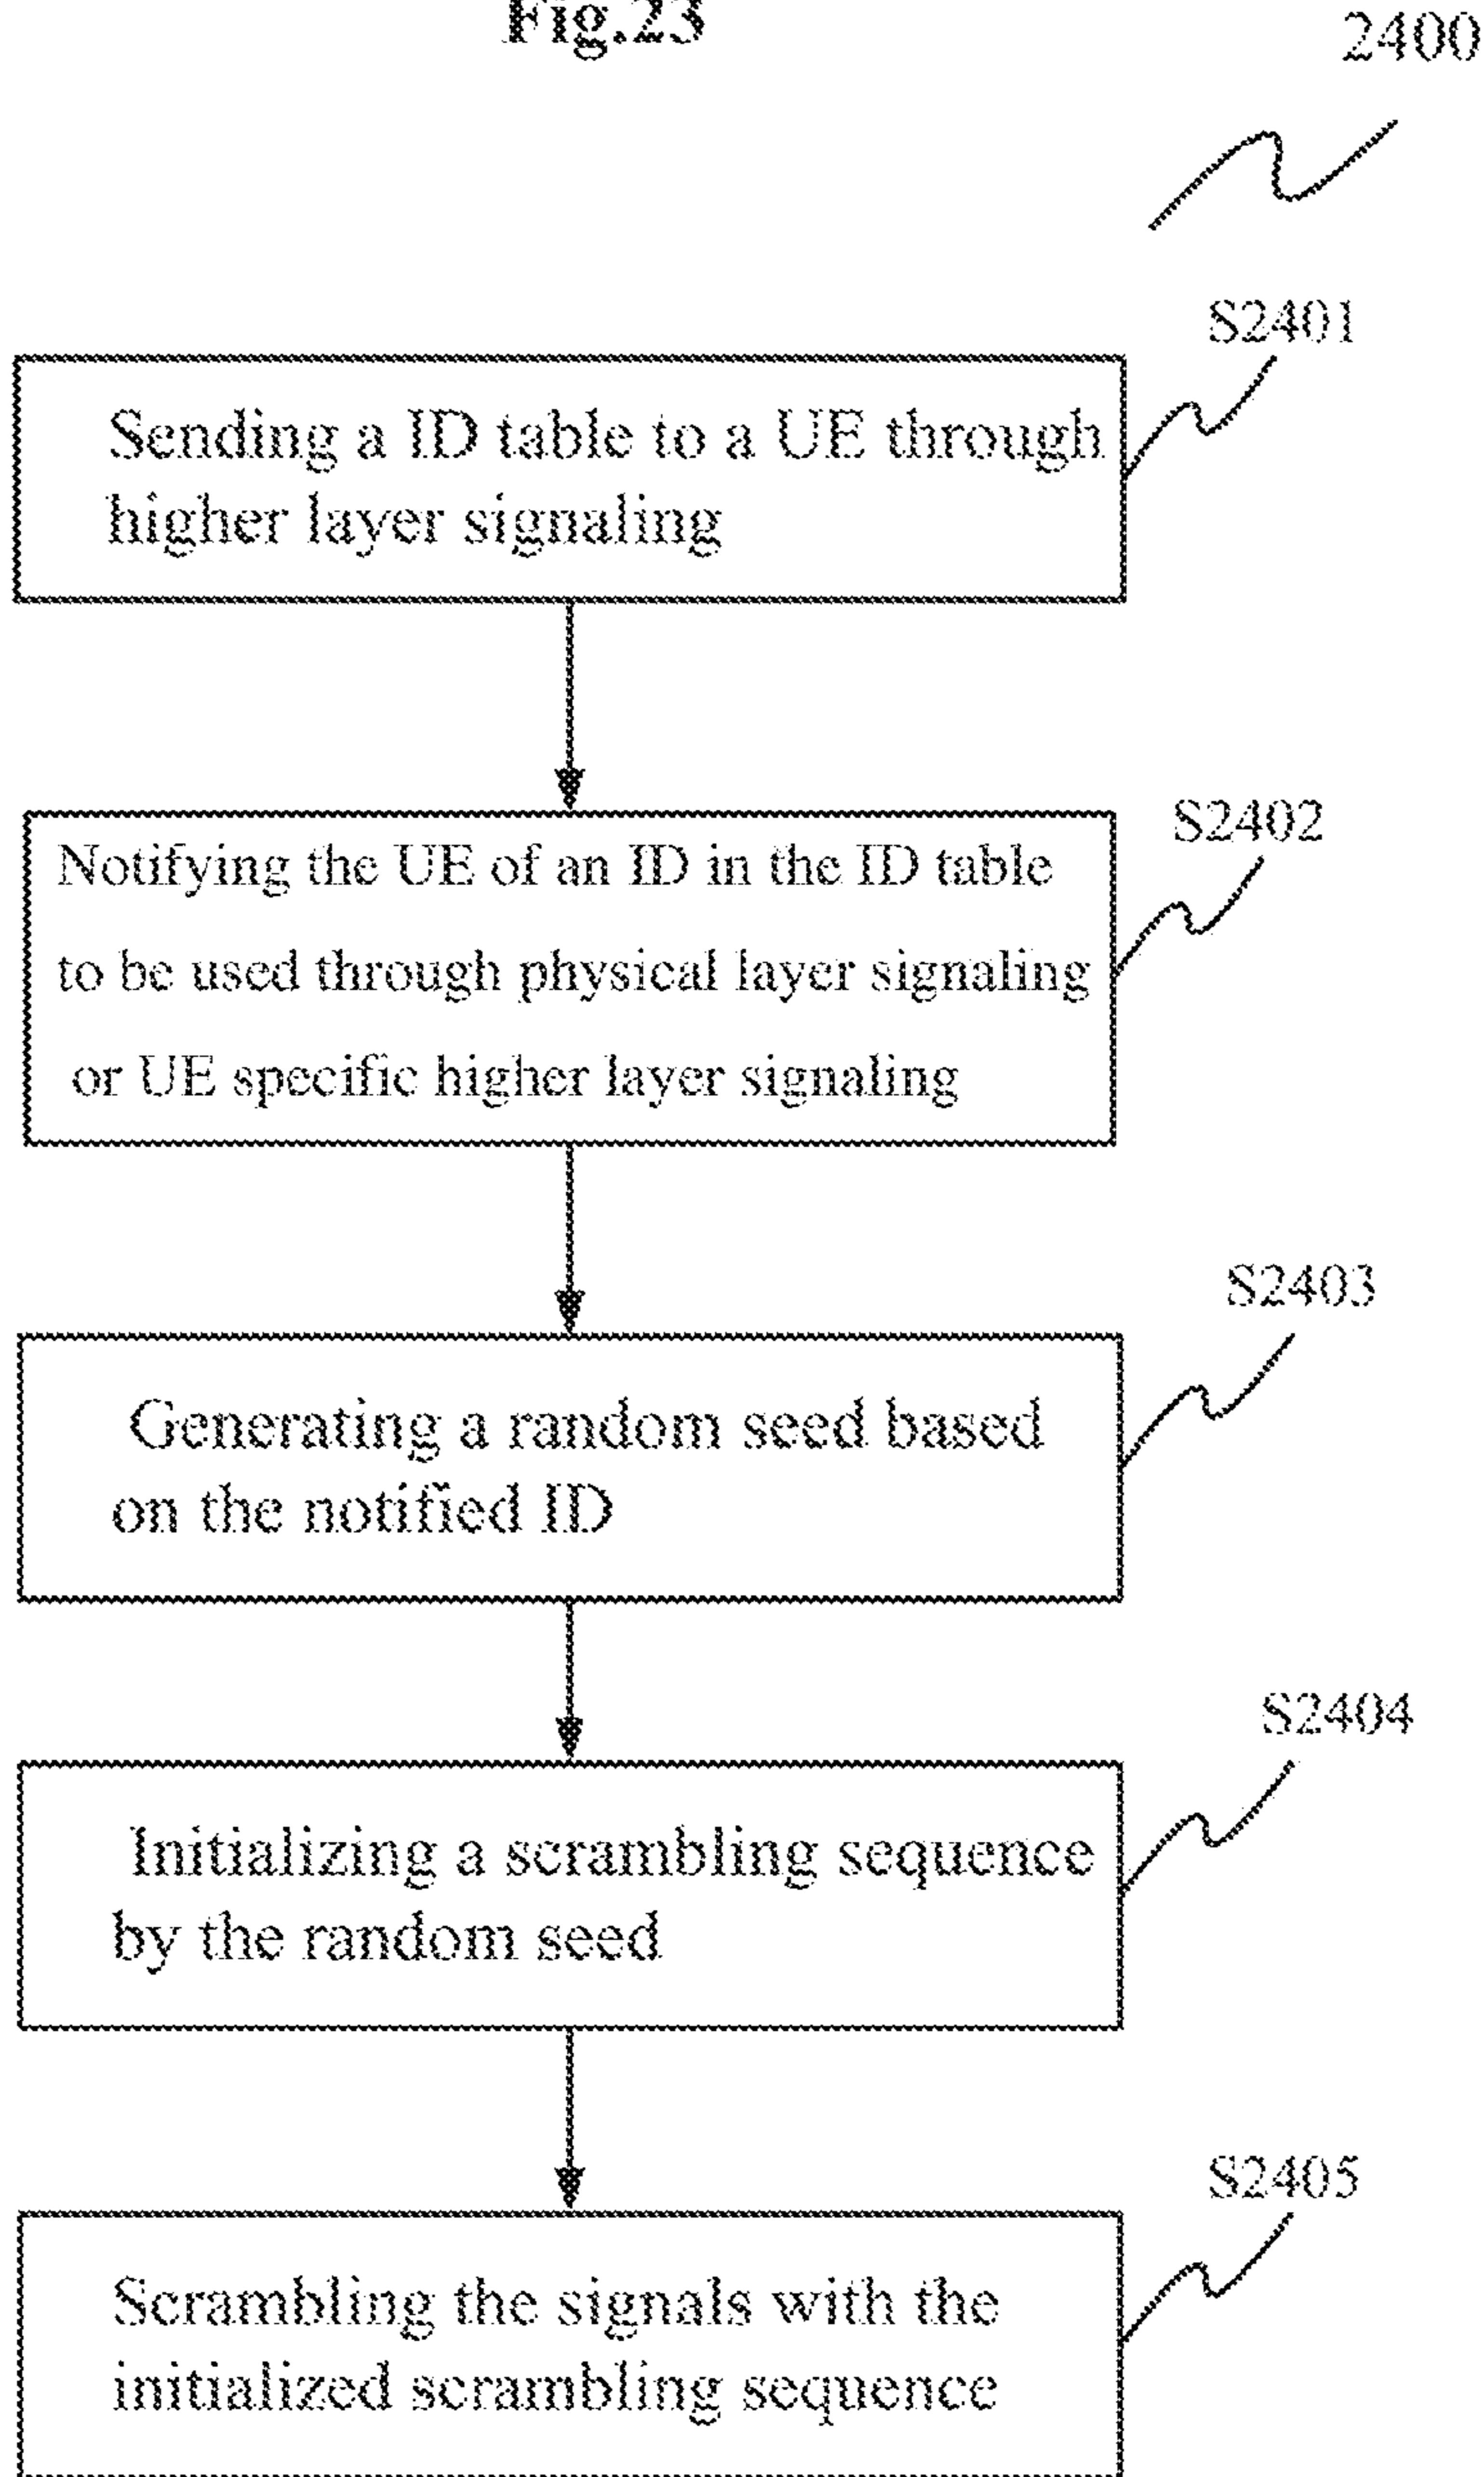 Fig.23
2400
S2401
Sending a ID table to a UE through
higher layer signaling
S2402
Notifying the UE of an ID in the ID table
to be used through physical layer signaling
or UE specific higher layer signaling
S2403
Generating a random seed based
on the notified ID
S2404
Initializing a scrambling sequence
by the random seed
S2405
Scrambling the signals with the
initialized scrambling sequence